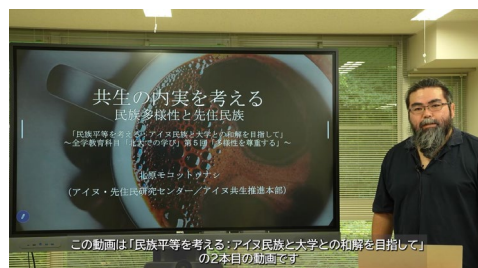 共生の内実を考える
民族多様性と先住民族
「民族平等を考える：アイヌ民族と大学との和解を目指して」
～全学教育科目「北大での学び」第5回「多様性を尊重する」～
北原モコットゥナシ
（アイヌ・先住民研究センター／アイヌ共生推進本部）
この動画は「民族平等を考える：アイヌ民族と大学との和解を目指して」
の2本目の動画です